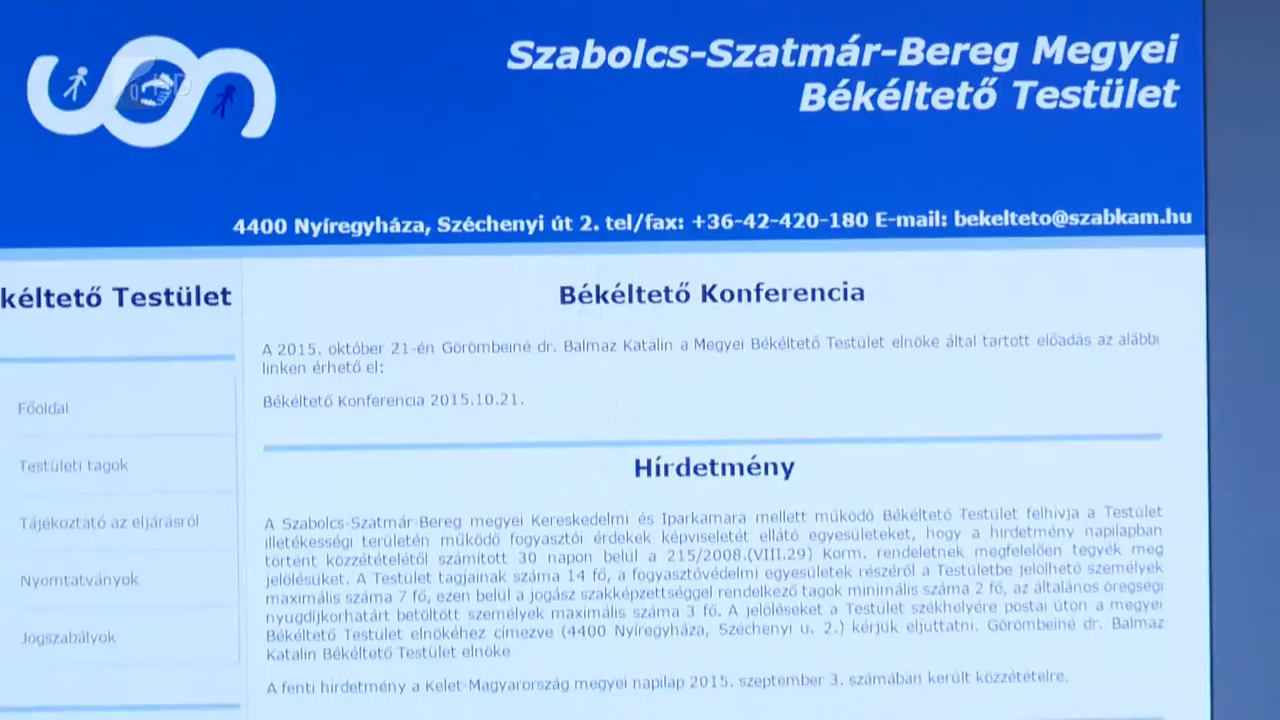 Szabolcs-Szatmár-Bereg Megyei
Békéltető Testület
4400 Nyíregyháza, Széchenyi út 2. tel/fax: +36-42-420-180 E-mail: bekelteto@szabkam.hu
kéltető Testület
Főoldal
Testületi tagok
Tájékoztató az eljárásról
Nyomtatványok
Jogszabályok
Békéltető Konferencia
A 2015. október 21-én Görömbeiné dr. Balmaz Katalin a Megyei Békéltető Testület elnöke által tartott előadás az alábbi
linken érhető el:
Békéltető Konferencia 2015.10.21.
Hírdetmény
A Szabolcs-Szatmár-Bereg megyei Kereskedelmi és Iparkamara mellett működő Békéltető Testület felhívja a Testület
illetékességi területén működő fogyasztói érdekek képviseletét ellátó egyesületeket, hogy a hirdetmény napilapban
történt közzétételétől számított 30 napon belül a 215/2008.(VIII.29) Korm. rendeletnek megfelelően tegyék meg
jelölésüket. A Testület tagjainak száma 14 fő, a fogyasztóvédelmi egyesületek részéről a Testületbe jelölhető személyek
maximális száma 7 fő, ezen belül a jogász szakképzettséggel rendelkező tagok minimális száma 2 fő, az általános öregségi
nyugdíjkorhatárt betöltött személyek maximális száma 3 fő. A jelöléseket a Testület székhelyére postai úton a megyei
Békéltető Testület elnökéhez címezve (4400 Nyíregyháza, Széchenyi u. 2.) kérjük eljuttatni. Görömbeiné dr. Balmaz
Katalin Békéltető Testület elnöke
A fenti hirdetmény a Kelet-Magyarország megyei napilap 2015. szeptember 3. számában került közzétételre.